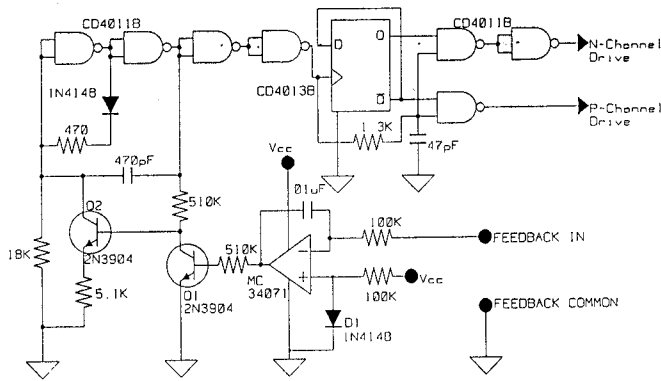 CD4011B
CD4011B
D
Q
Q
N-Channel
Drive
1N4148
CD4013B
P-Channel
Drive
470
1 3K
47pF
470pF
Vcc
510K
01uF
Q2
100K
FEEDBACK IN
18K
2N3904
510K
MC
34071
Vcc
100K
5.1K
Q1
2N3904
D1
1N4148
FEEDBACK COMMON